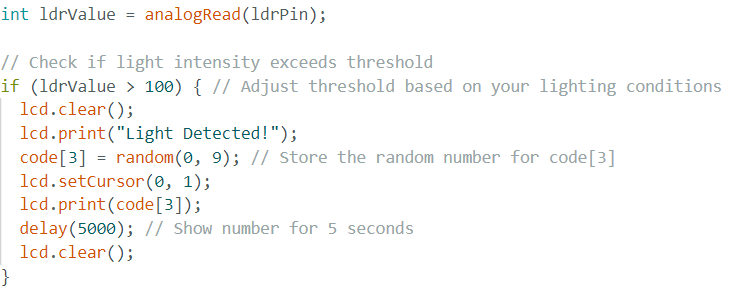 int ldrValue = analogRead(ldrPin);

// Check if light intensity exceeds threshold
if (ldrValue > 100) { // Adjust threshold based on your lighting conditions
  lcd.clear();
  lcd.print("Light Detected!");
  code[3] = random(0, 9); // Store the random number for code[3]
  lcd.setCursor(0, 1);
  lcd.print(code[3]);
  delay(5000); // Show number for 5 seconds
  lcd.clear();
}